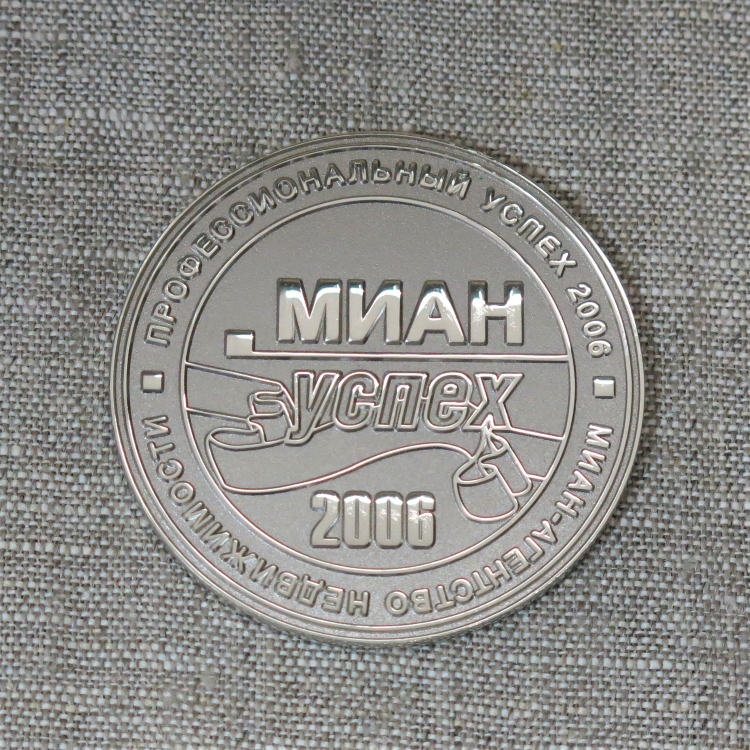 ПРОФЕССИОНАЛЬНЫЙ УСПЕХ 2006
МИАН
успех
2006
МИАН-АГЕНТСТВО НЕДВИЖИМОСТИ